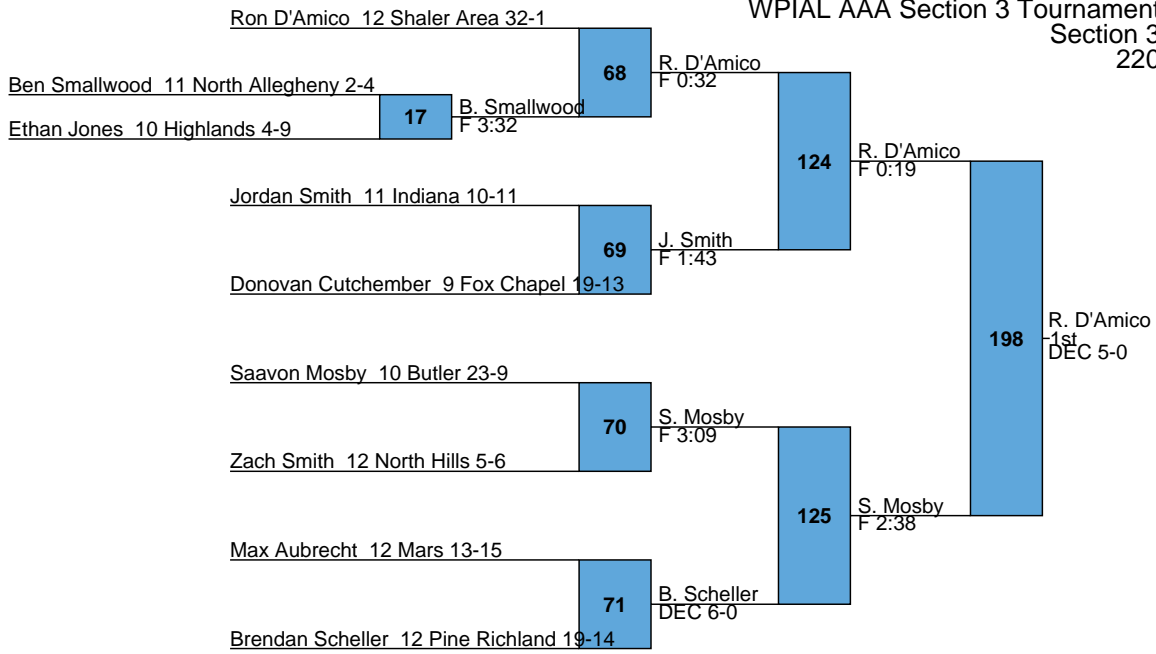 WPIAL AAA Section 3 Tournament
Section 3
220
Ron D'Amico  12 Shaler Area 32-1
68
R. D'Amico
F 0:32
Ben Smallwood  11 North Allegheny 2-4
17
B. Smallwood
F 3:32
Ethan Jones  10 Highlands 4-9
124
R. D'Amico
F 0:19
Jordan Smith  11 Indiana 10-11
69
J. Smith
F 1:43
Donovan Cutchember  9 Fox Chapel 19-13
198
R. D'Amico
1st
DEC 5-0
Saavon Mosby  10 Butler 23-9
70
S. Mosby
F 3:09
Zach Smith  12 North Hills 5-6
125
S. Mosby
F 2:38
Max Aubrecht  12 Mars 13-15
71
B. Scheller
DEC 6-0
Brendan Scheller  12 Pine Richland 19-14